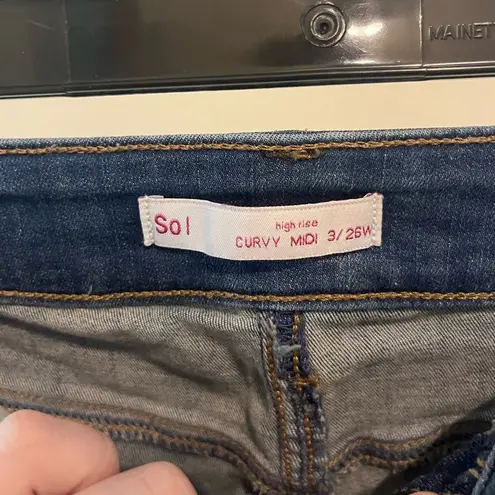 MAINET
Sol
high rise
CURVY MIDI 3/26W